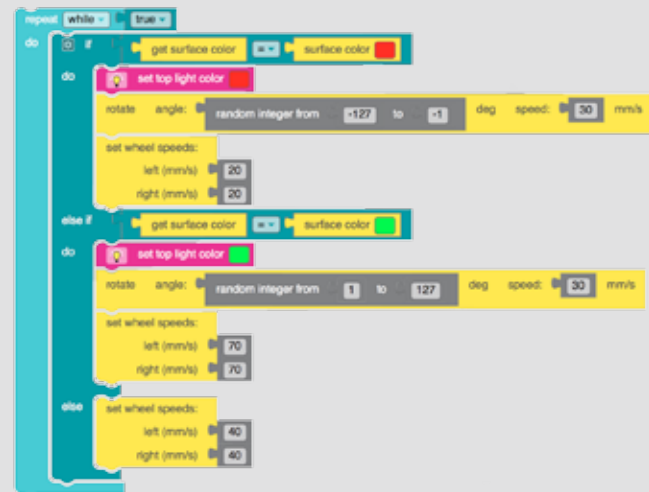 repeat while true
do if get surface color = surface color
do set top light color
rotate angle: random integer from -127 to -1 deg speed: 30 mm/s
set wheel speeds:
left (mm/s) 20
right (mm/s) 20
else if get surface color = surface color
do set top light color
rotate angle: random integer from 1 to 127 deg speed: 30 mm/s
set wheel speeds:
left (mm/s) 70
right (mm/s) 70
else set wheel speeds:
left (mm/s) 40
right (mm/s) 40